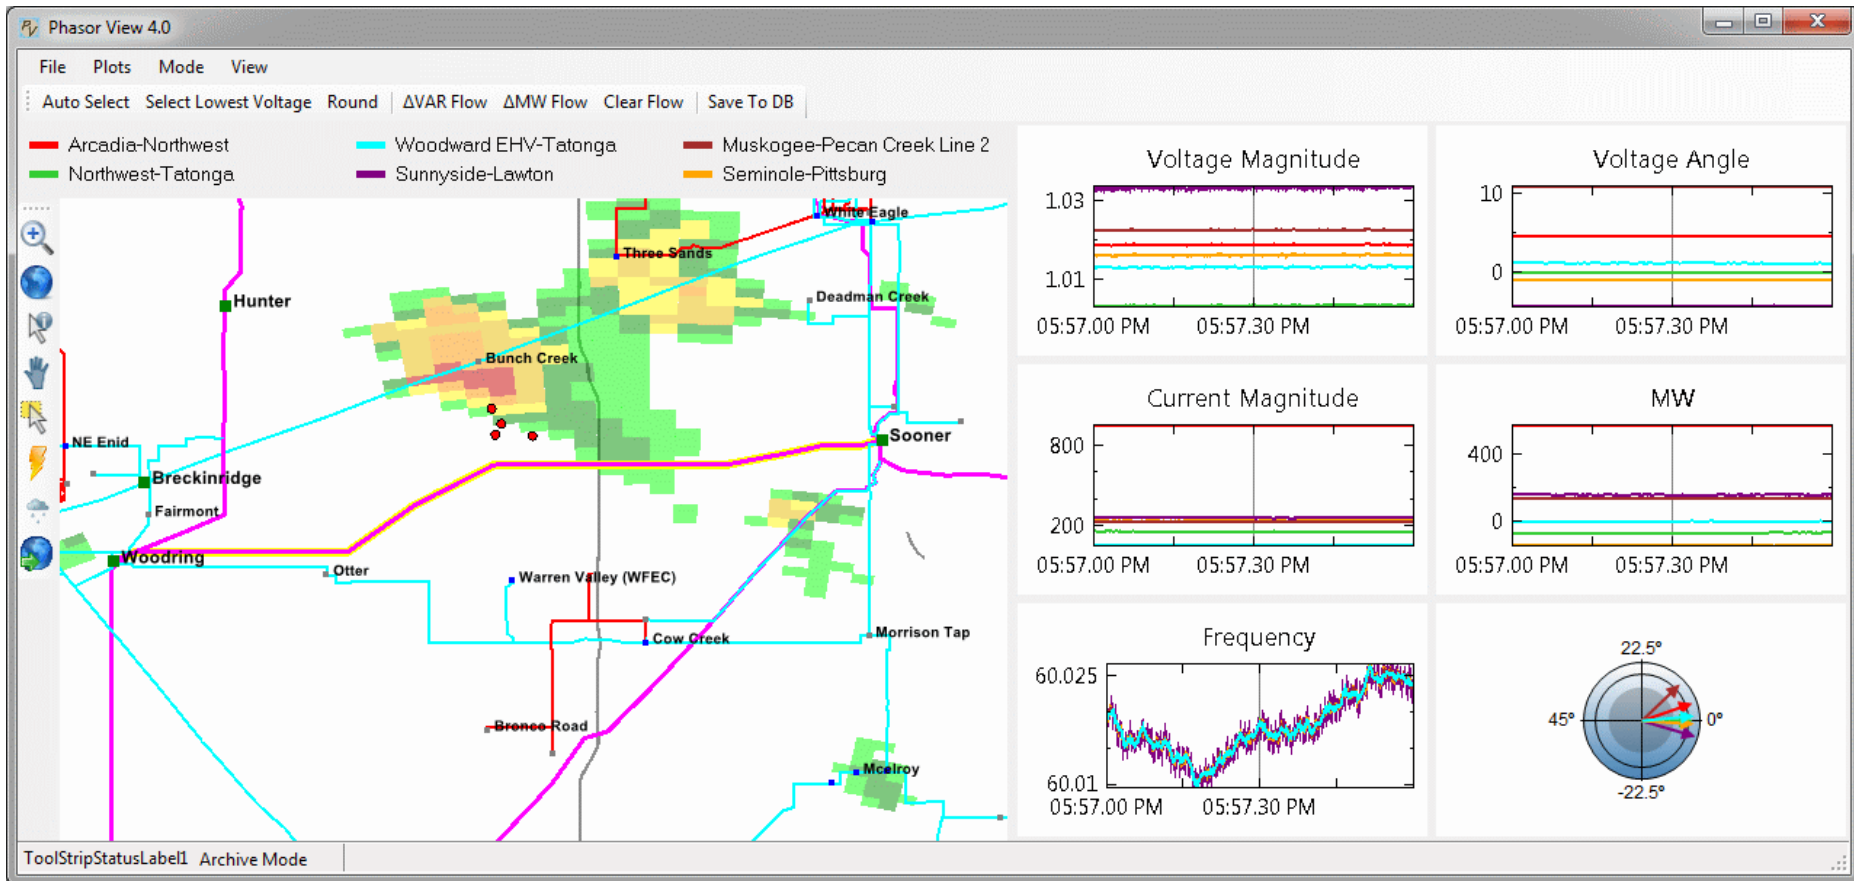 Phasor View 4.0
File Plots Mode View
Auto Select Select Lowest Voltage Round ΔVAR Flow ΔMW Flow Clear Flow Save To DB
Arcadia-Northwest Woodward EHV-Tatonga Muskogee-Pecan Creek Line 2
Northwest-Tatonga Sunnyside-Lawton Seminole-Pittsburg
White Eagle
Three Sands
Deadman Creek
Hunter
Bunch Creek
NE Enid
Sooner
Breckinridge
Fairmont
Woodring
Otter
Warren Valley (WFEC)
Cow Creek
Morrison Tap
Bronco Road
Mcelroy
Voltage Magnitude
1.03
1.01
05:57.00 PM 05:57.30 PM
Voltage Angle
10
0
05:57.00 PM 05:57.30 PM
Current Magnitude
800
200
05:57.00 PM 05:57.30 PM
MW
400
0
05:57.00 PM 05:57.30 PM
Frequency
60.025
60.01
05:57.00 PM 05:57.30 PM
22.5º
45º 0º
-22.5º
ToolStripStatusLabel1 Archive Mode